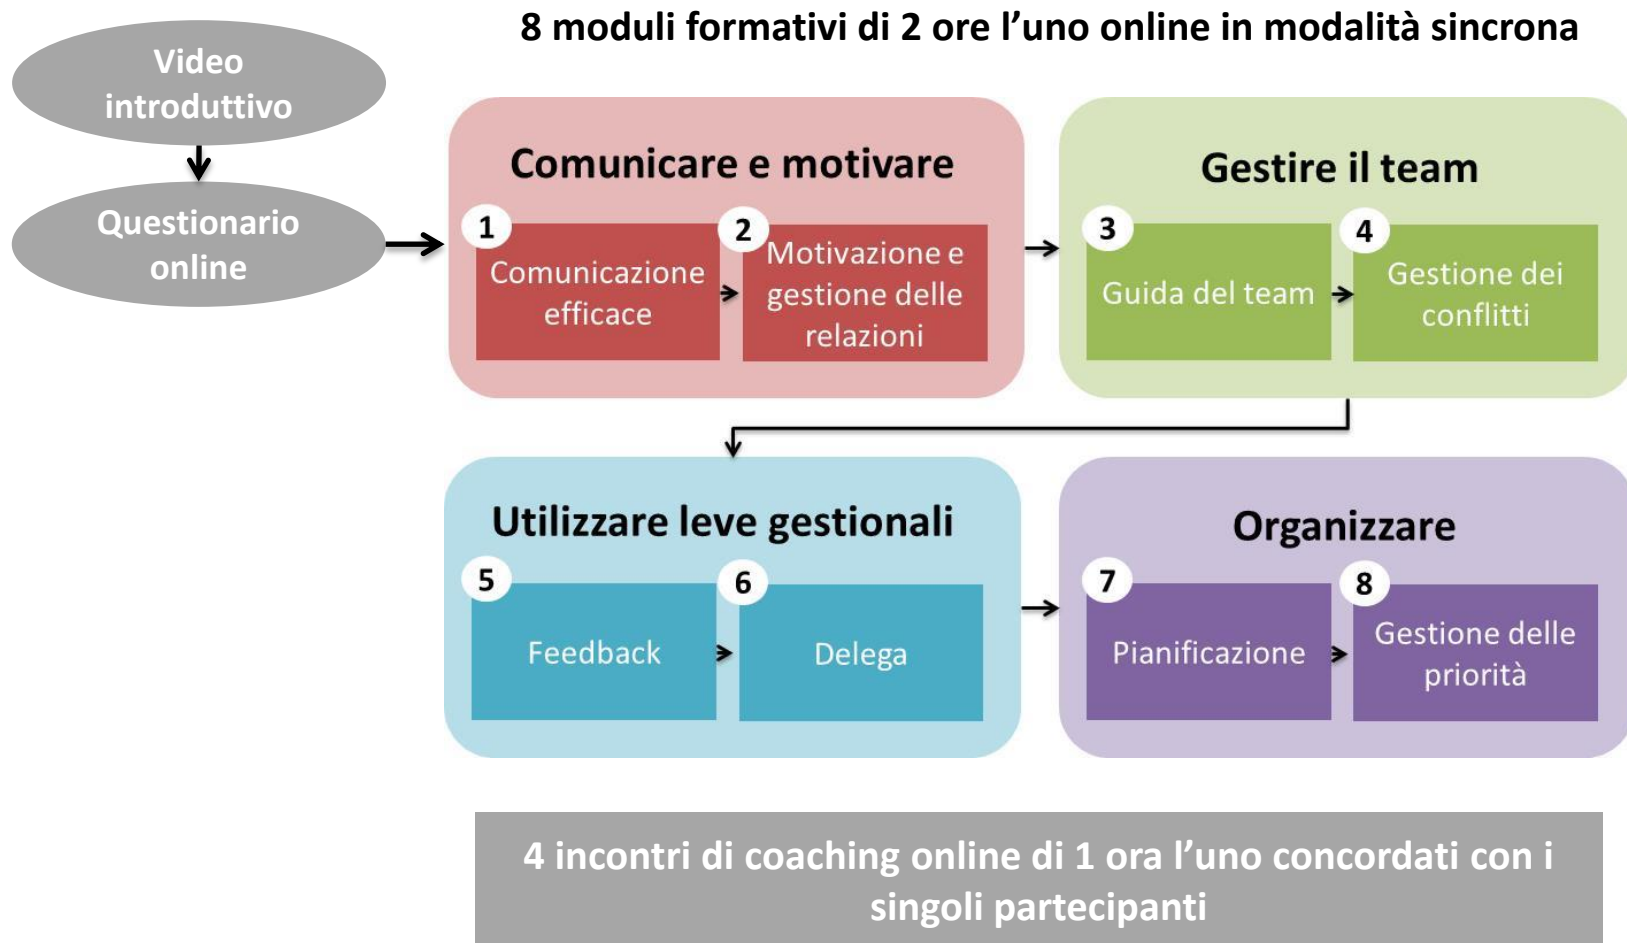 8 moduli formativi di 2 ore l’uno online in modalità sincrona
Video
introduttivo
Questionario
online
Comunicare e motivare
1
Comunicazione
efficace
2
Motivazione e
gestione delle
relazioni
Gestire il team
3
Guida del team
4
Gestione dei
conflitti
Utilizzare leve gestionali
5
Feedback
6
Delega
Organizzare
7
Pianificazione
8
Gestione delle
priorità
4 incontri di coaching online di 1 ora l’uno concordati con i
singoli partecipanti